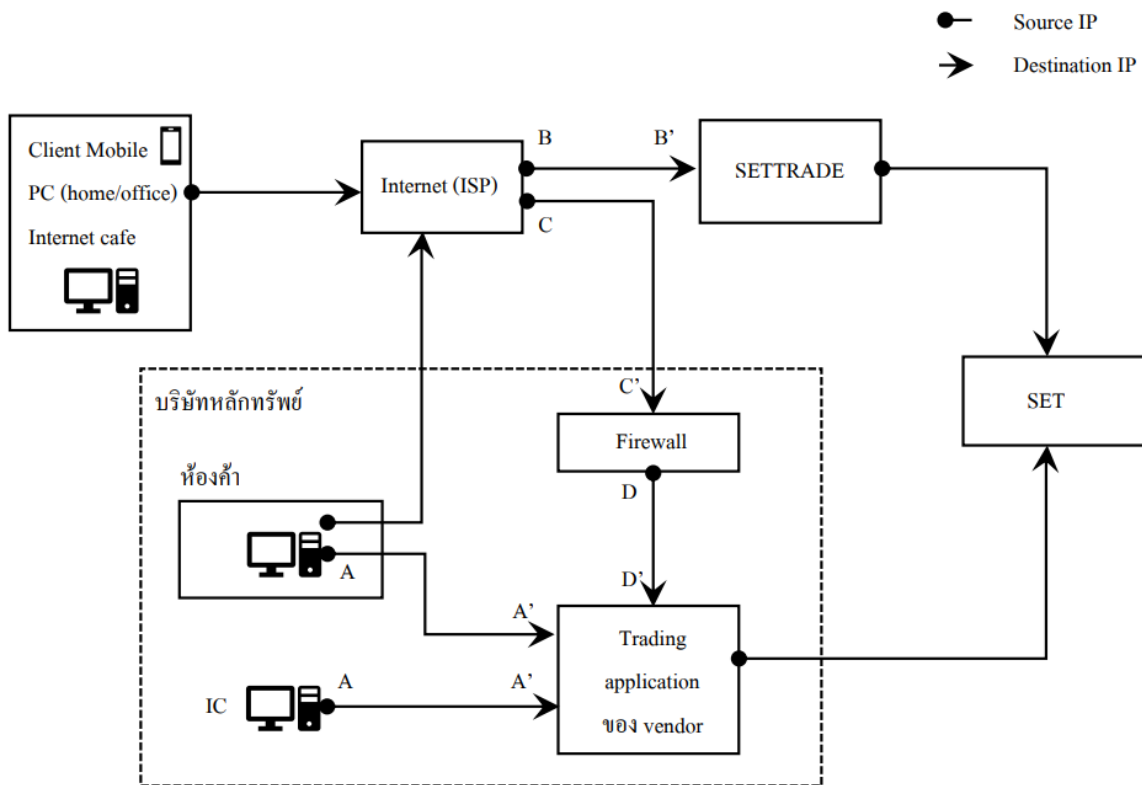 Source IP
Destination IP
Client Mobile
PC (home/office)
Internet cafe
Internet (ISP)
B
B’
C
SETTRADE
SET
บริษัทหลักทรัพย์
C’
Firewall
D
D’
ห้องค้า
A
A’
Trading
application
ของ vendor
IC
A
A’